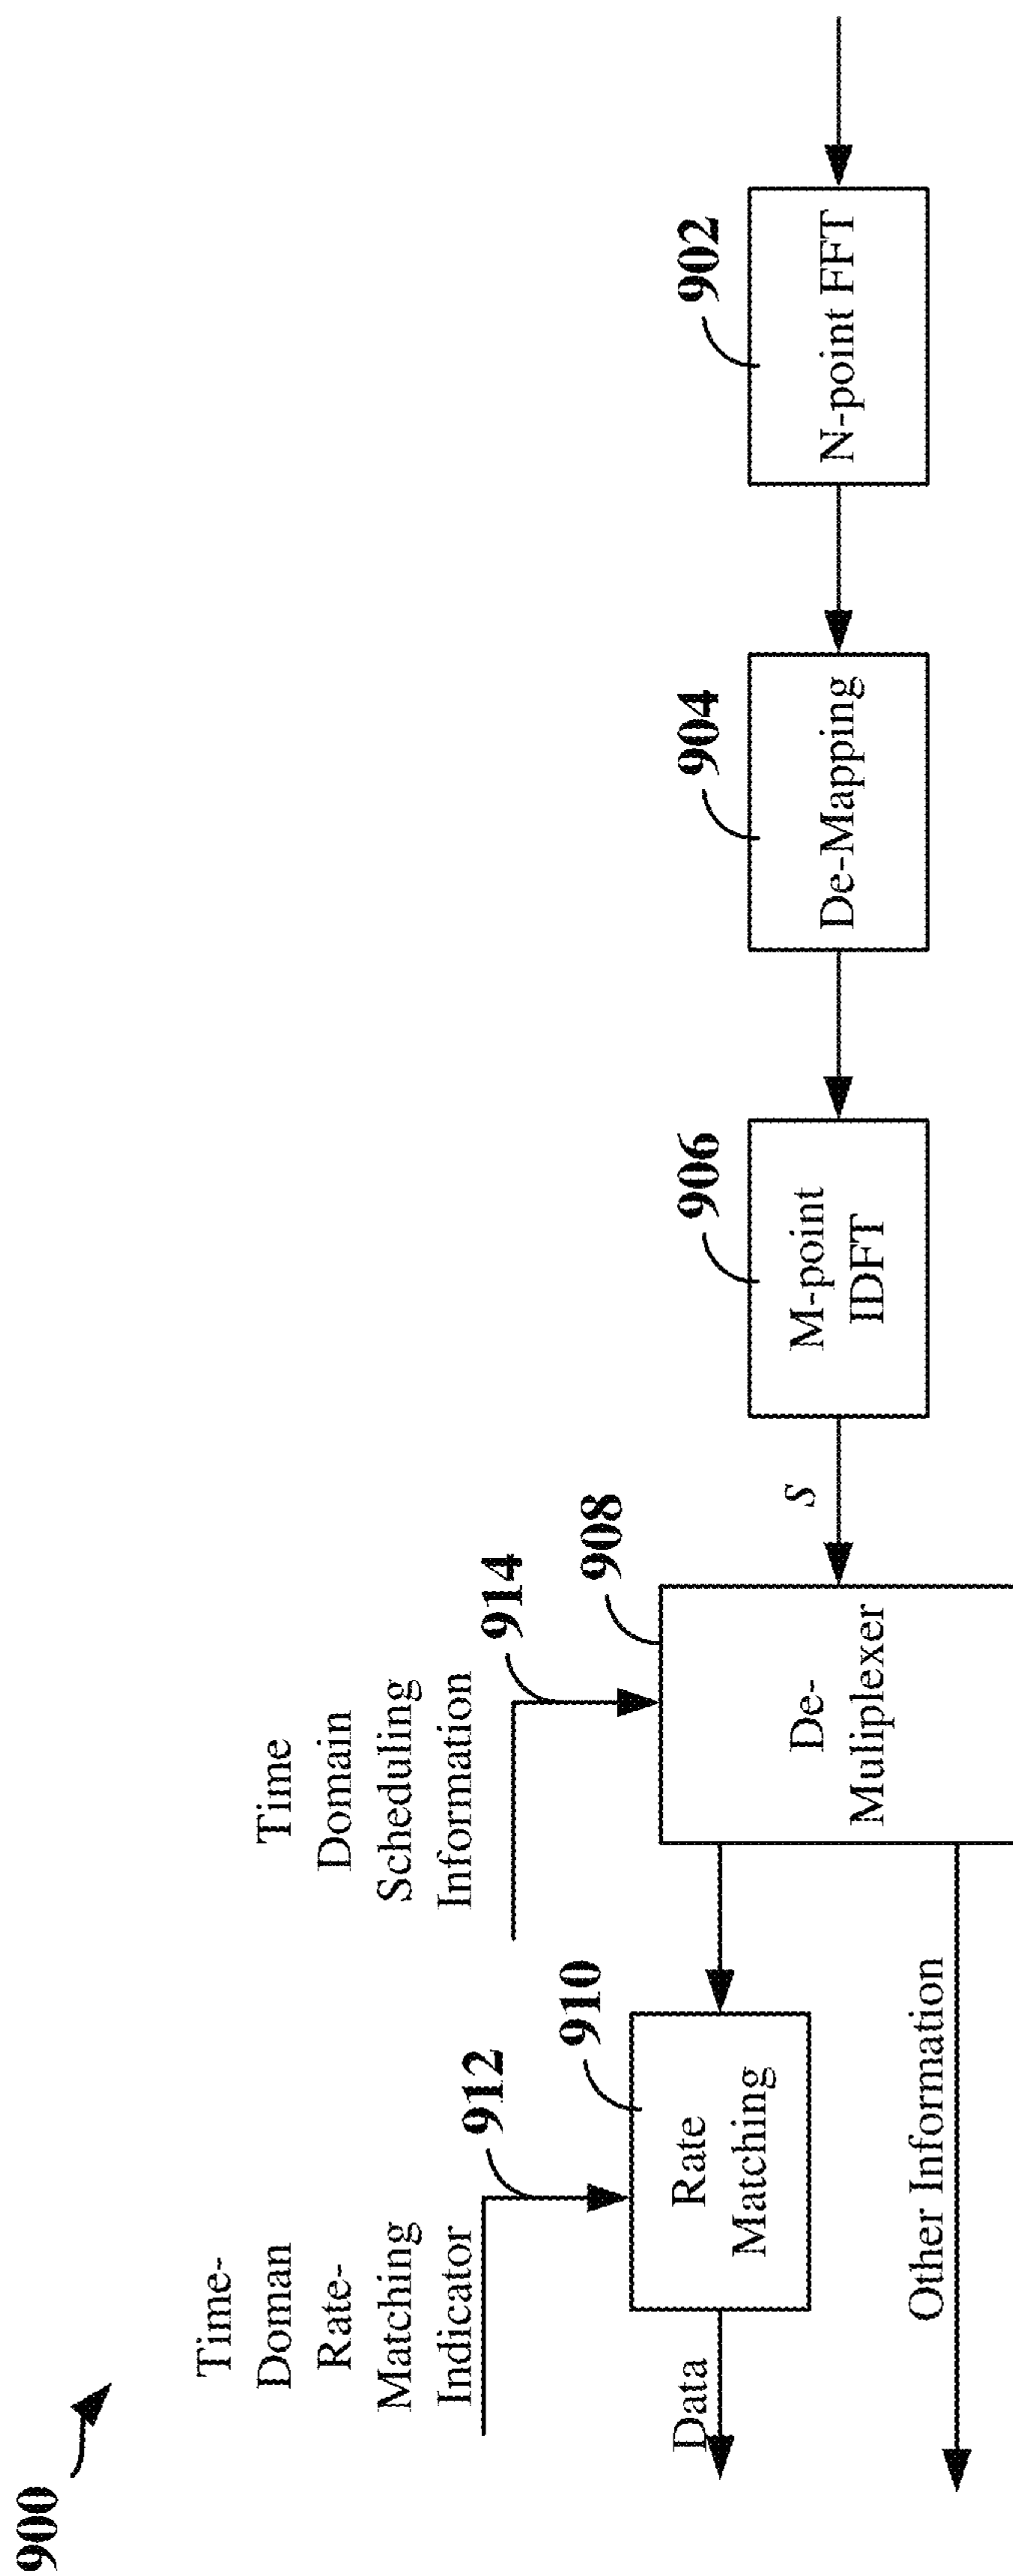 900
Time-
Doman
Rate-
Matching
Indicator
912
Time
Domain
Scheduling
Information
914
910
Rate
Matching
Data
Other Information
908
De-
Muliplexer
S
906
M-point
IDFT
904
De-Mapping
902
N-point FFT